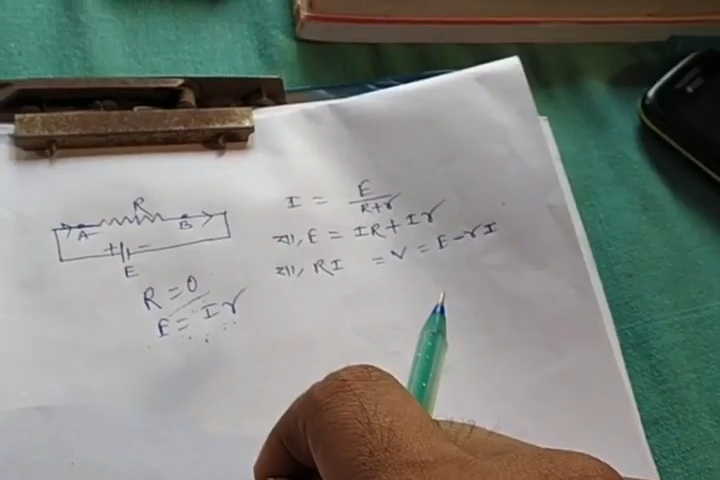 R
A
B
+ -
E
R = 0
E = Ir
I = E/R+r
বা, E = IR + Ir
বা, RI = V = E - rI